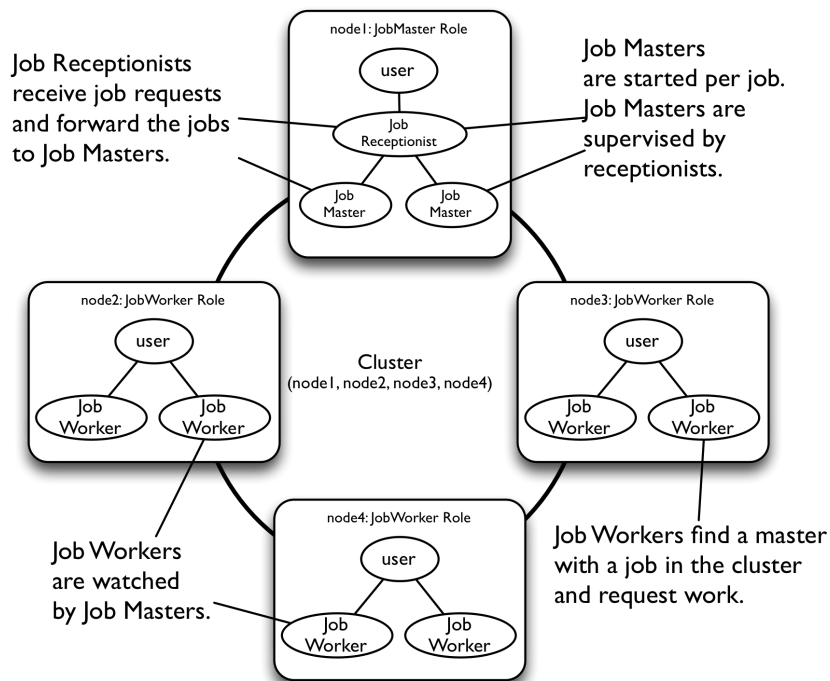 node1: JobMaster Role
user
Job
Receptionist
Job
Master
Job
Master
Job Receptionists
receive job requests
and forward the jobs
to Job Masters.
Job Masters
are started per job.
Job Masters are
supervised by
receptionists.
node2: JobWorker Role
user
Job
Worker
Job
Worker
Cluster
(node1, node2, node3, node4)
node3: JobWorker Role
user
Job
Worker
Job
Worker
node4: JobWorker Role
user
Job
Worker
Job
Worker
Job Workers
are watched
by Job Masters.
Job Workers find a master
with a job in the cluster
and request work.